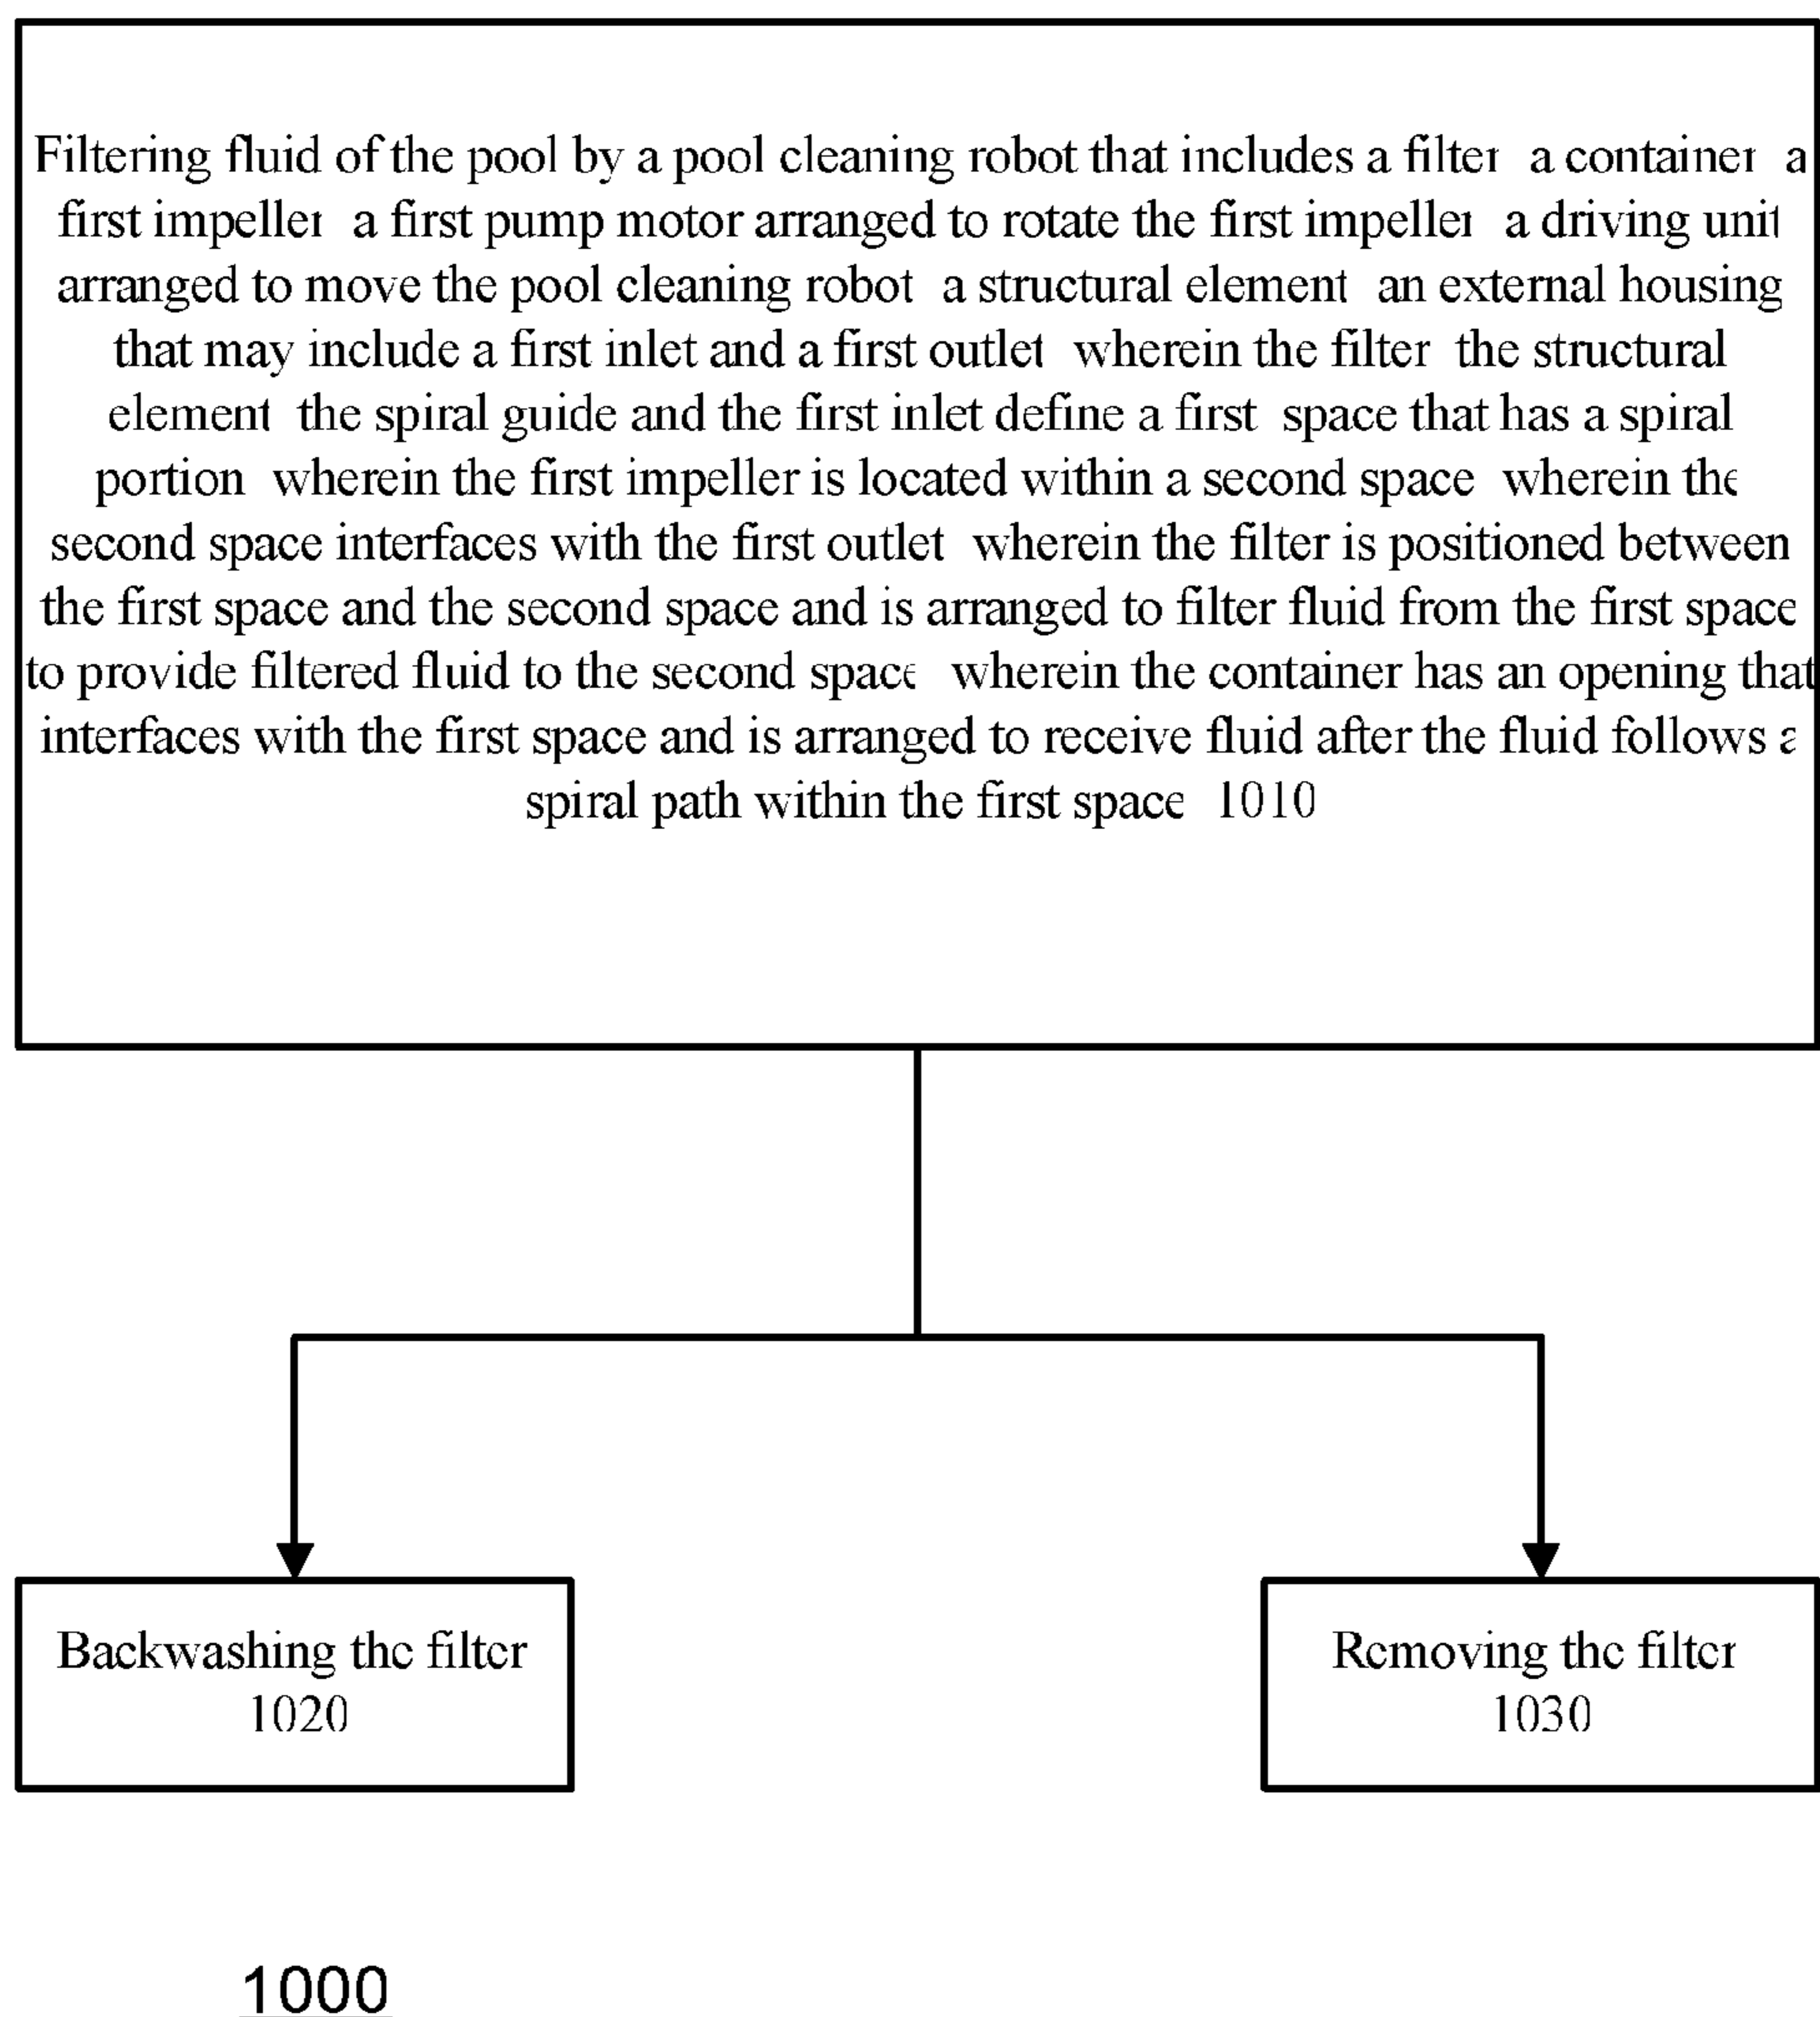 Filtering fluid of the pool by a pool cleaning robot that includes a filter a container a
first impeller a first pump motor arranged to rotate the first impeller a driving unit
arranged to move the pool cleaning robot a structural element an external housing
that may include a first inlet and a first outlet wherein the filter the structural
element the spiral guide and the first inlet define a first space that has a spiral
portion wherein the first impeller is located within a second space wherein the
second space interfaces with the first outlet wherein the filter is positioned between
the first space and the second space and is arranged to filter fluid from the first space
to provide filtered fluid to the second space wherein the container has an opening that
interfaces with the first space and is arranged to receive fluid after the fluid follows a
spiral path within the first space 1010
Backwashing the filter
1020
Removing the filter
1030
1000